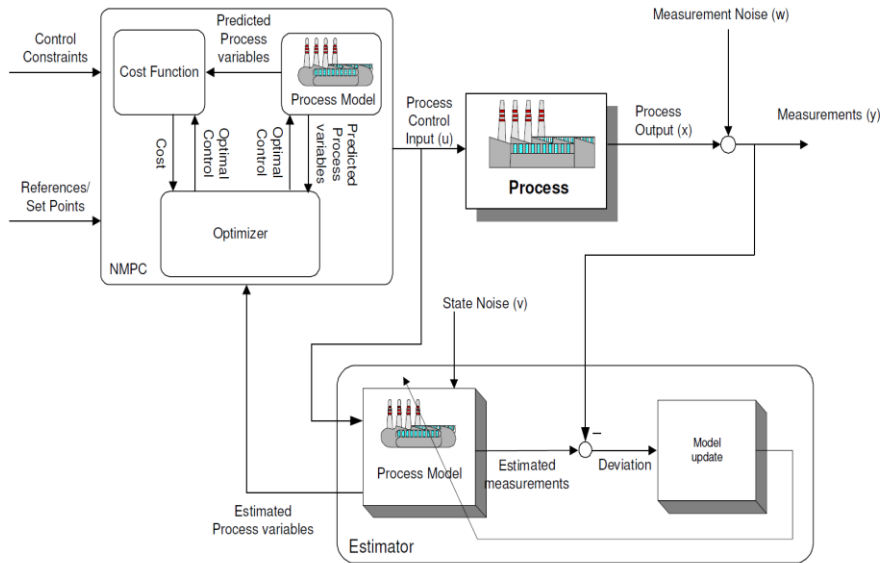 Control
Constraints
References/
Set Points
Predicted
Process
variables
Cost Function
Process Model
Cost
Optimal
Control
Optimal
Control
Predicted
Process
variables
Optimizer
NMPC
Process
Control
Input (u)
Process
Process
Output (x)
Measurement Noise (w)
Measurements (y)
State Noise (v)
Process Model
Estimated
measurements
–
Deviation
Model
update
Estimated
Process variables
Estimator